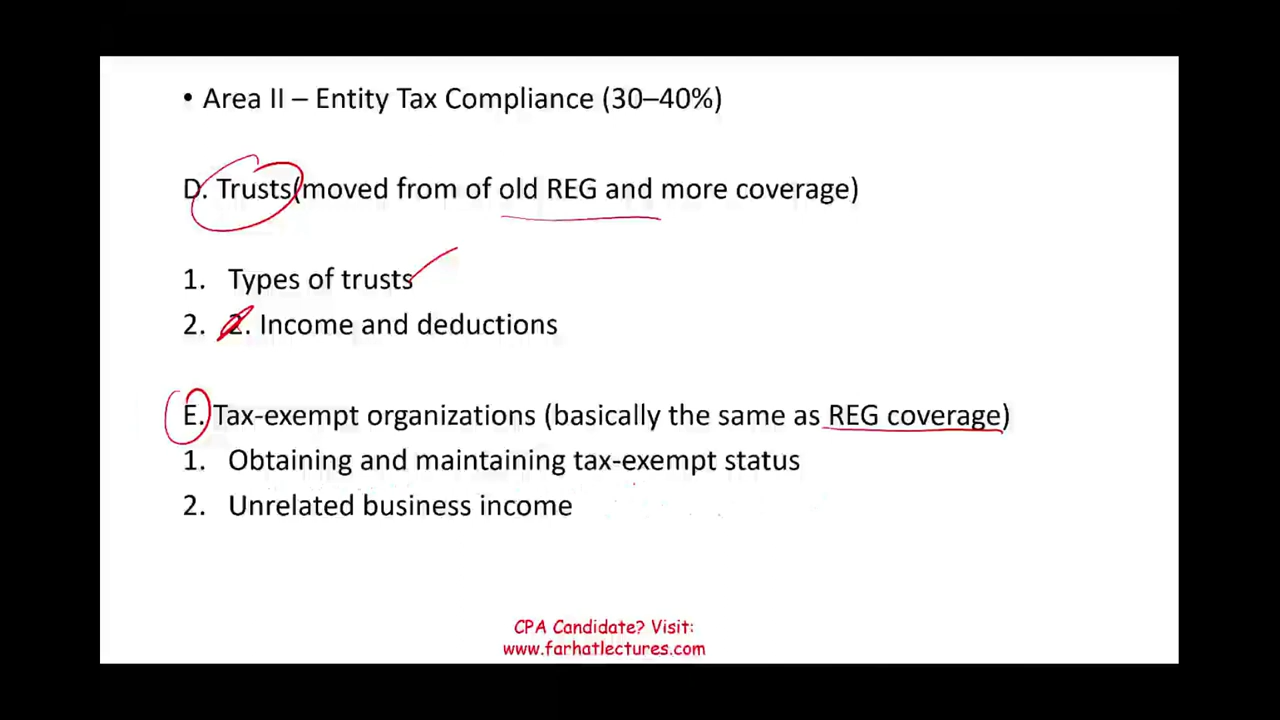 • Area II – Entity Tax Compliance (30–40%)
D. Trusts(moved from of old REG and more coverage)
1. Types of trusts
2. 2. Income and deductions
E. Tax-exempt organizations (basically the same as REG coverage)
1. Obtaining and maintaining tax-exempt status
2. Unrelated business income
CPA Candidate? Visit:
www.farhatlectures.com